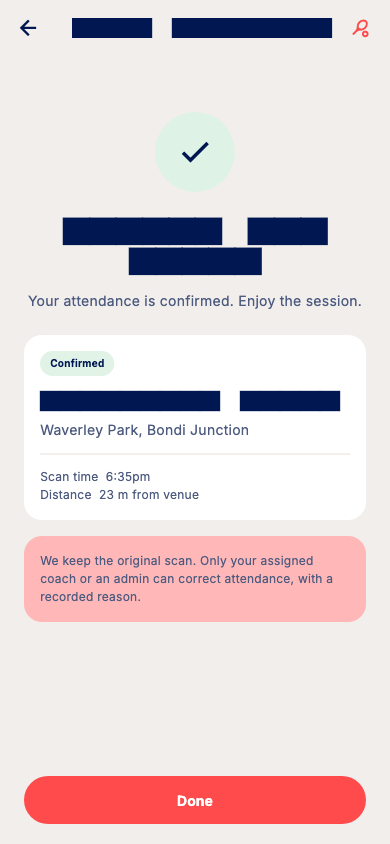 Your attendance is confirmed. Enjoy the session.
Confirmed
Waverley Park, Bondi Junction
Scan time 6:35pm
Distance 23 m from venue
We keep the original scan. Only your assigned
coach or an admin can correct attendance, with a
recorded reason.
Done